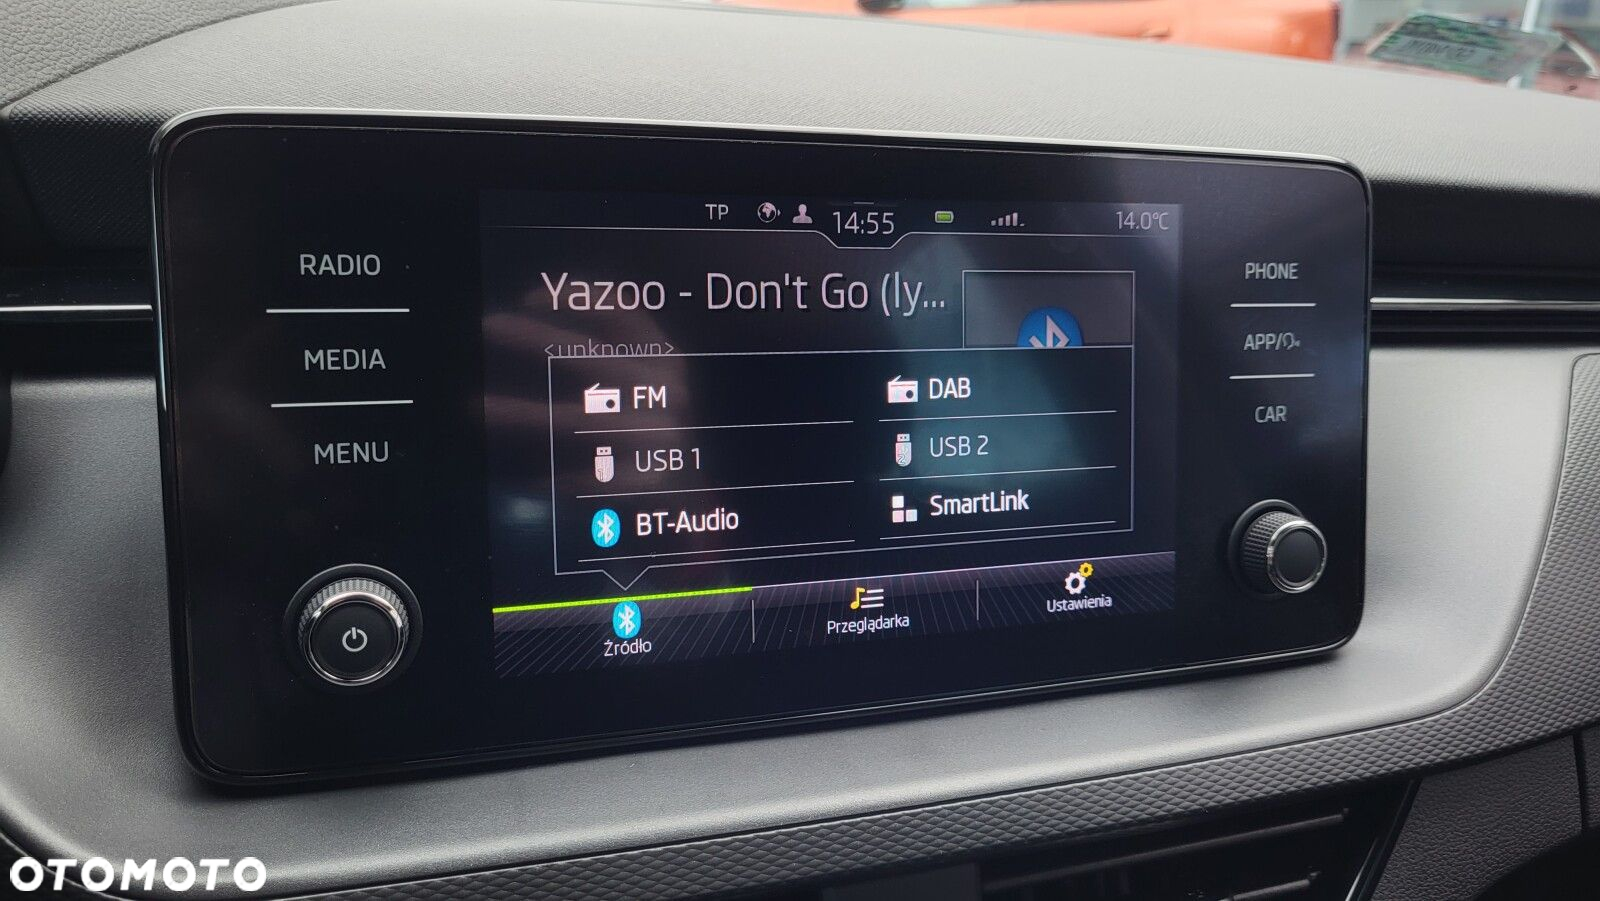 TP 14:55 14.0°C
RADIO
MEDIA
MENU
Yazoo - Don't Go (ly...
<unknown>
FM
DAB
USB 1
USB 2
BT-Audio
SmartLink
Źródło
Przeglądarka
Ustawienia
PHONE
APP/
CAR
OTOMOTO